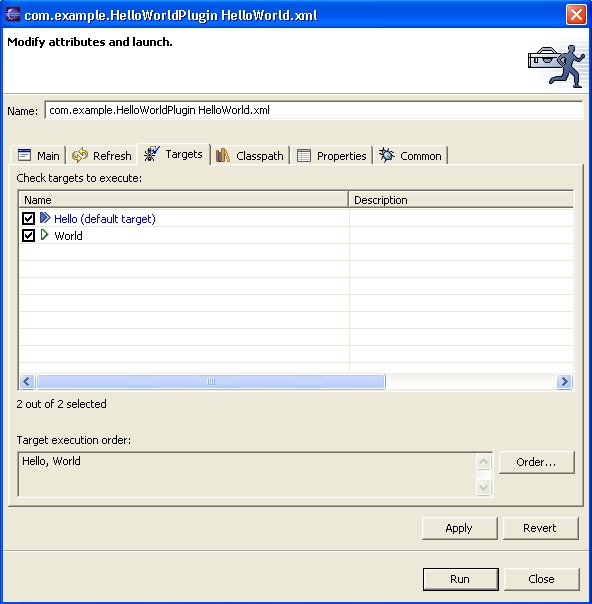 com.example.HelloWorldPlugin HelloWorld.xml
Modify attributes and launch.
Name: com.example.HelloWorldPlugin HelloWorld.xml
Main Refresh Targets Classpath Properties Common
Check targets to execute:
Name Description
Hello (default target)
World
2 out of 2 selected
Target execution order:
Hello, World
Order...
Apply Revert
Run Close